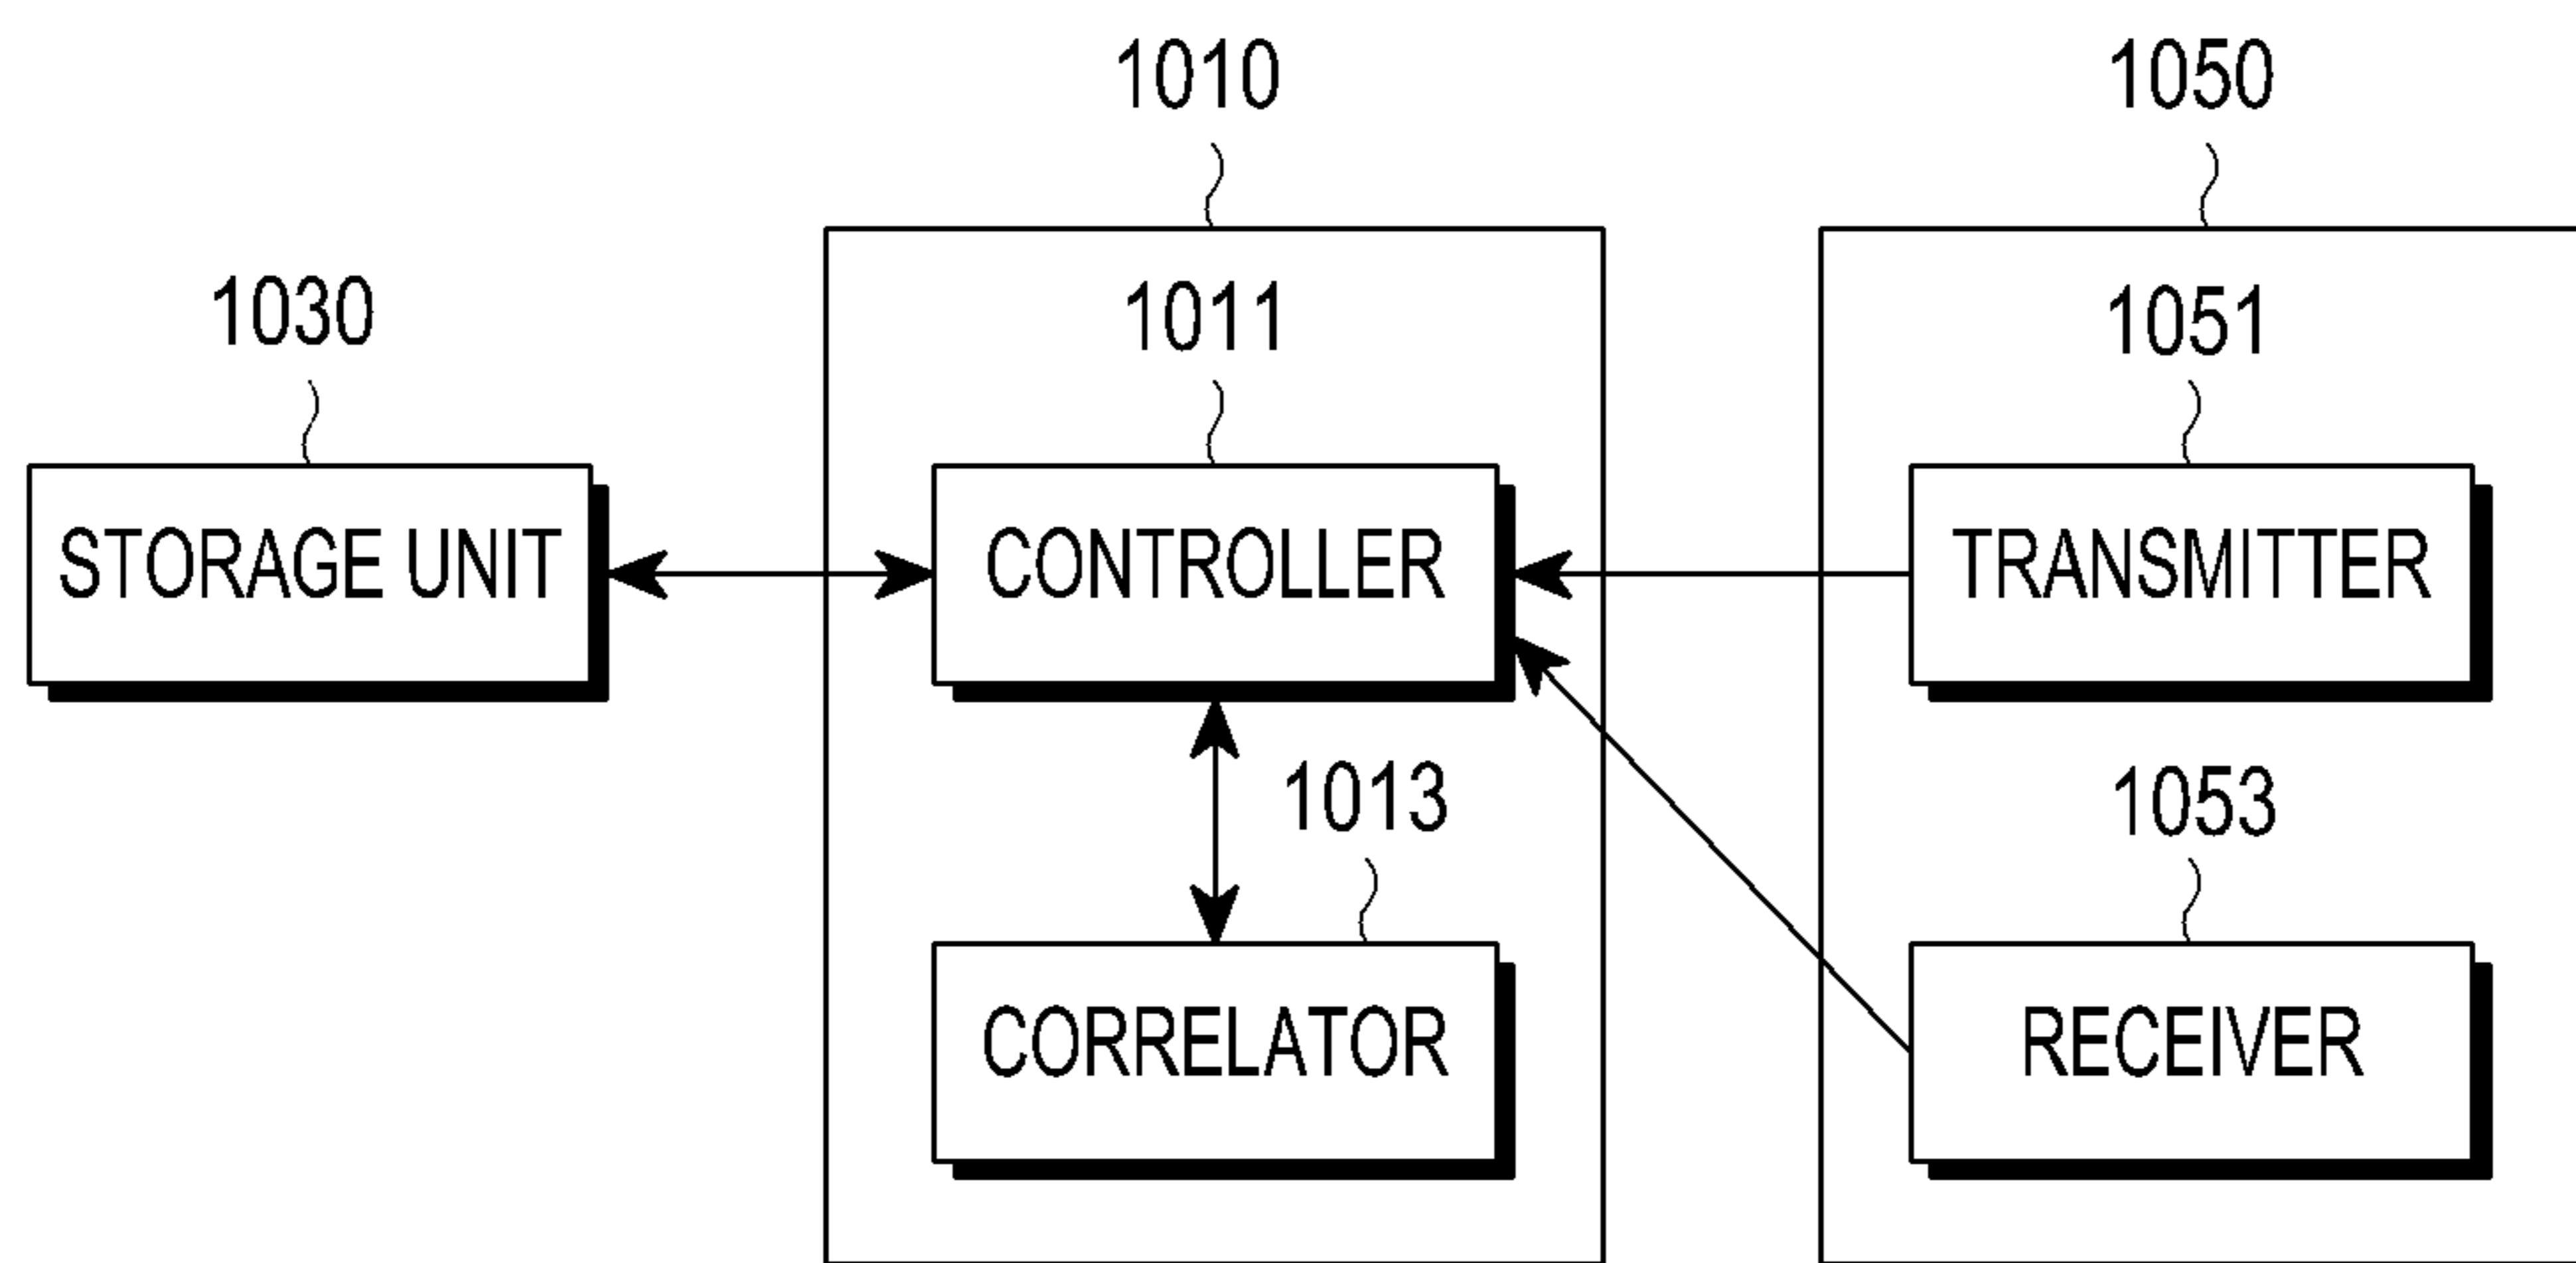 1010
1050
1030
1011
1051
STORAGE UNIT
CONTROLLER
TRANSMITTER
1013
1053
CORRELATOR
RECEIVER